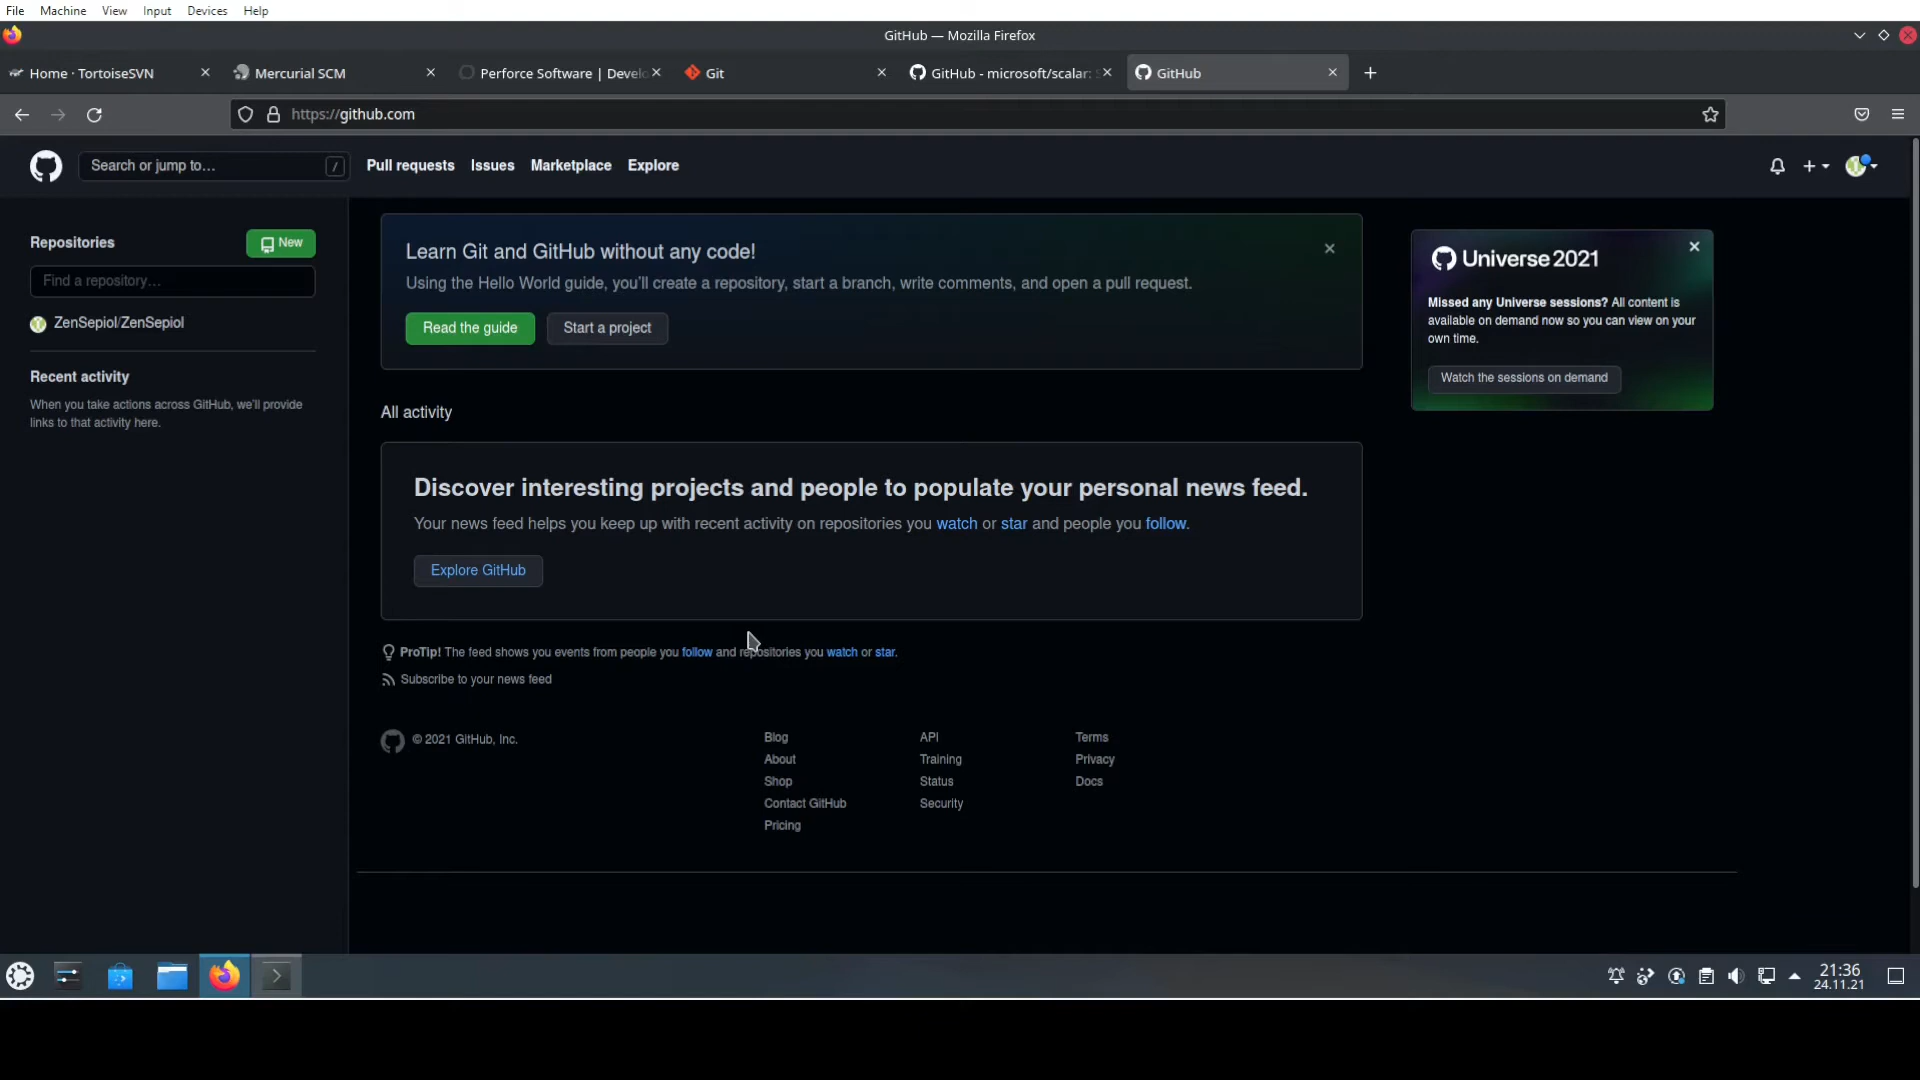 File Machine View Input Devices Help
GitHub — Mozilla Firefox
Home · TortoiseSVN
Mercurial SCM
Perforce Software | Develo
Git
GitHub - microsoft/scalar: S
GitHub
https://github.com
Search or jump to… /
Pull requests Issues Marketplace Explore
Repositories
New
Find a repository…
ZenSepiol/ZenSepiol
Recent activity
When you take actions across GitHub, we'll provide
links to that activity here.
Learn Git and GitHub without any code!
Using the Hello World guide, you'll create a repository, start a branch, write comments, and open a pull request.
Read the guide Start a project
All activity
Discover interesting projects and people to populate your personal news feed.
Your news feed helps you keep up with recent activity on repositories you watch or star and people you follow.
Explore GitHub
ProTip! The feed shows you events from people you follow and repositories you watch or star.
Subscribe to your news feed
Universe 2021
Missed any Universe sessions? All content is
available on demand now so you can view on your
own time.
Watch the sessions on demand
© 2021 GitHub, Inc.
Blog
About
Shop
Contact GitHub
Pricing
API
Training
Status
Security
Terms
Privacy
Docs
21:36
24.11.21